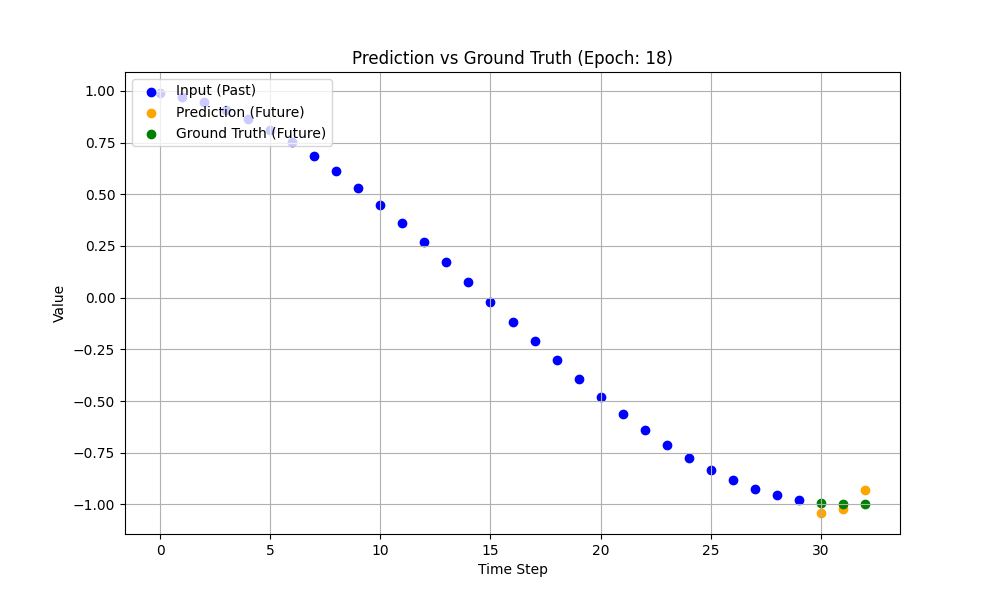 Prediction vs Ground Truth (Epoch: 18)
Input (Past)
Prediction (Future)
Ground Truth (Future)
Value
1.00
0.75
0.50
0.25
0.00
−0.25
−0.50
−0.75
−1.00
0 5 10 15 20 25 30
Time Step